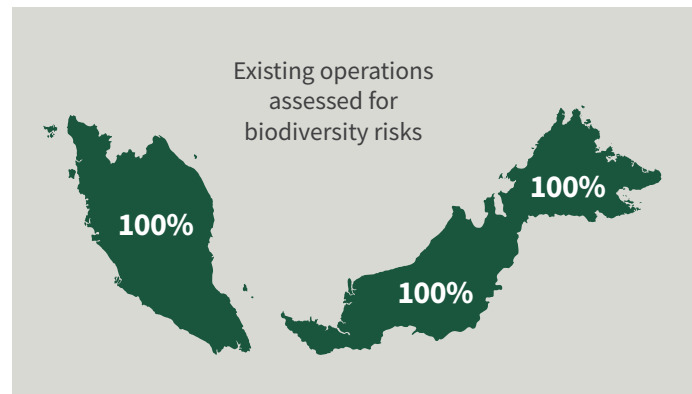 Existing operations
assessed for
biodiversity risks
100%
100%
100%